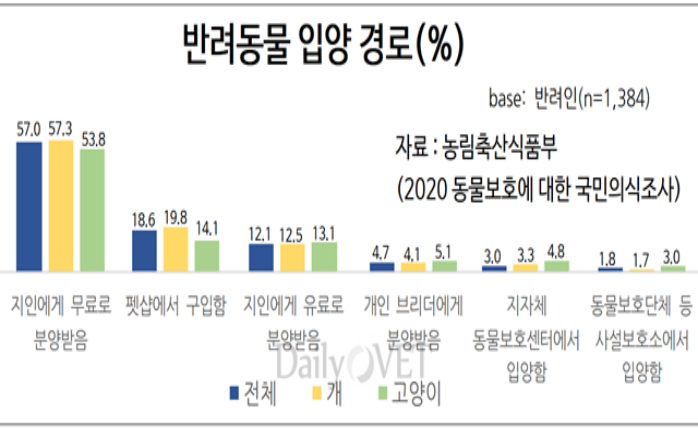 반려동물 입양 경로(%)
base: 반려인(n=1,384)
자료 : 농림축산식품부
(2020 동물보호에 대한 국민의식조사)
57.0 57.3 53.8
18.6 19.8 14.1
12.1 12.5 13.1
4.7 4.1 5.1
3.0 3.3 4.8
1.8 1.7 3.0
지인에게 무료로
분양받음
펫샵에서 구입함
지인에게 유료로
분양받음
개인 브리더에게
분양받음
지자체
동물보호센터에서
입양함
동물보호단체 등
사설보호소에서
입양함
DailyVET
전체 개 고양이